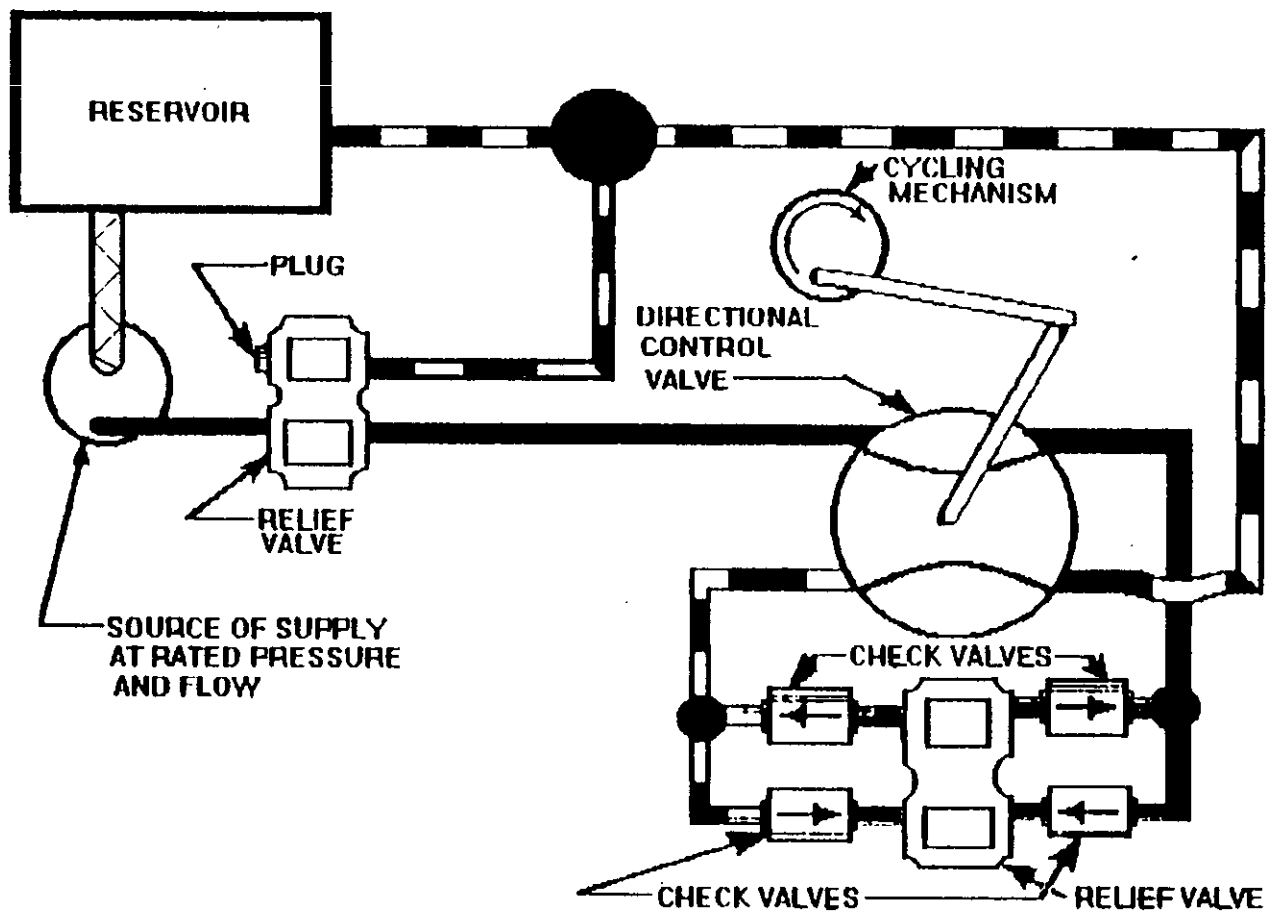 RESERVOIR
CYCLING
MECHANISM
PLUG
DIRECTIONAL
CONTROL
VALVE
RELIEF
VALVE
SOURCE OF SUPPLY
AT RATED PRESSURE
AND FLOW
CHECK VALVES
CHECK VALVES
RELIEF VALVE